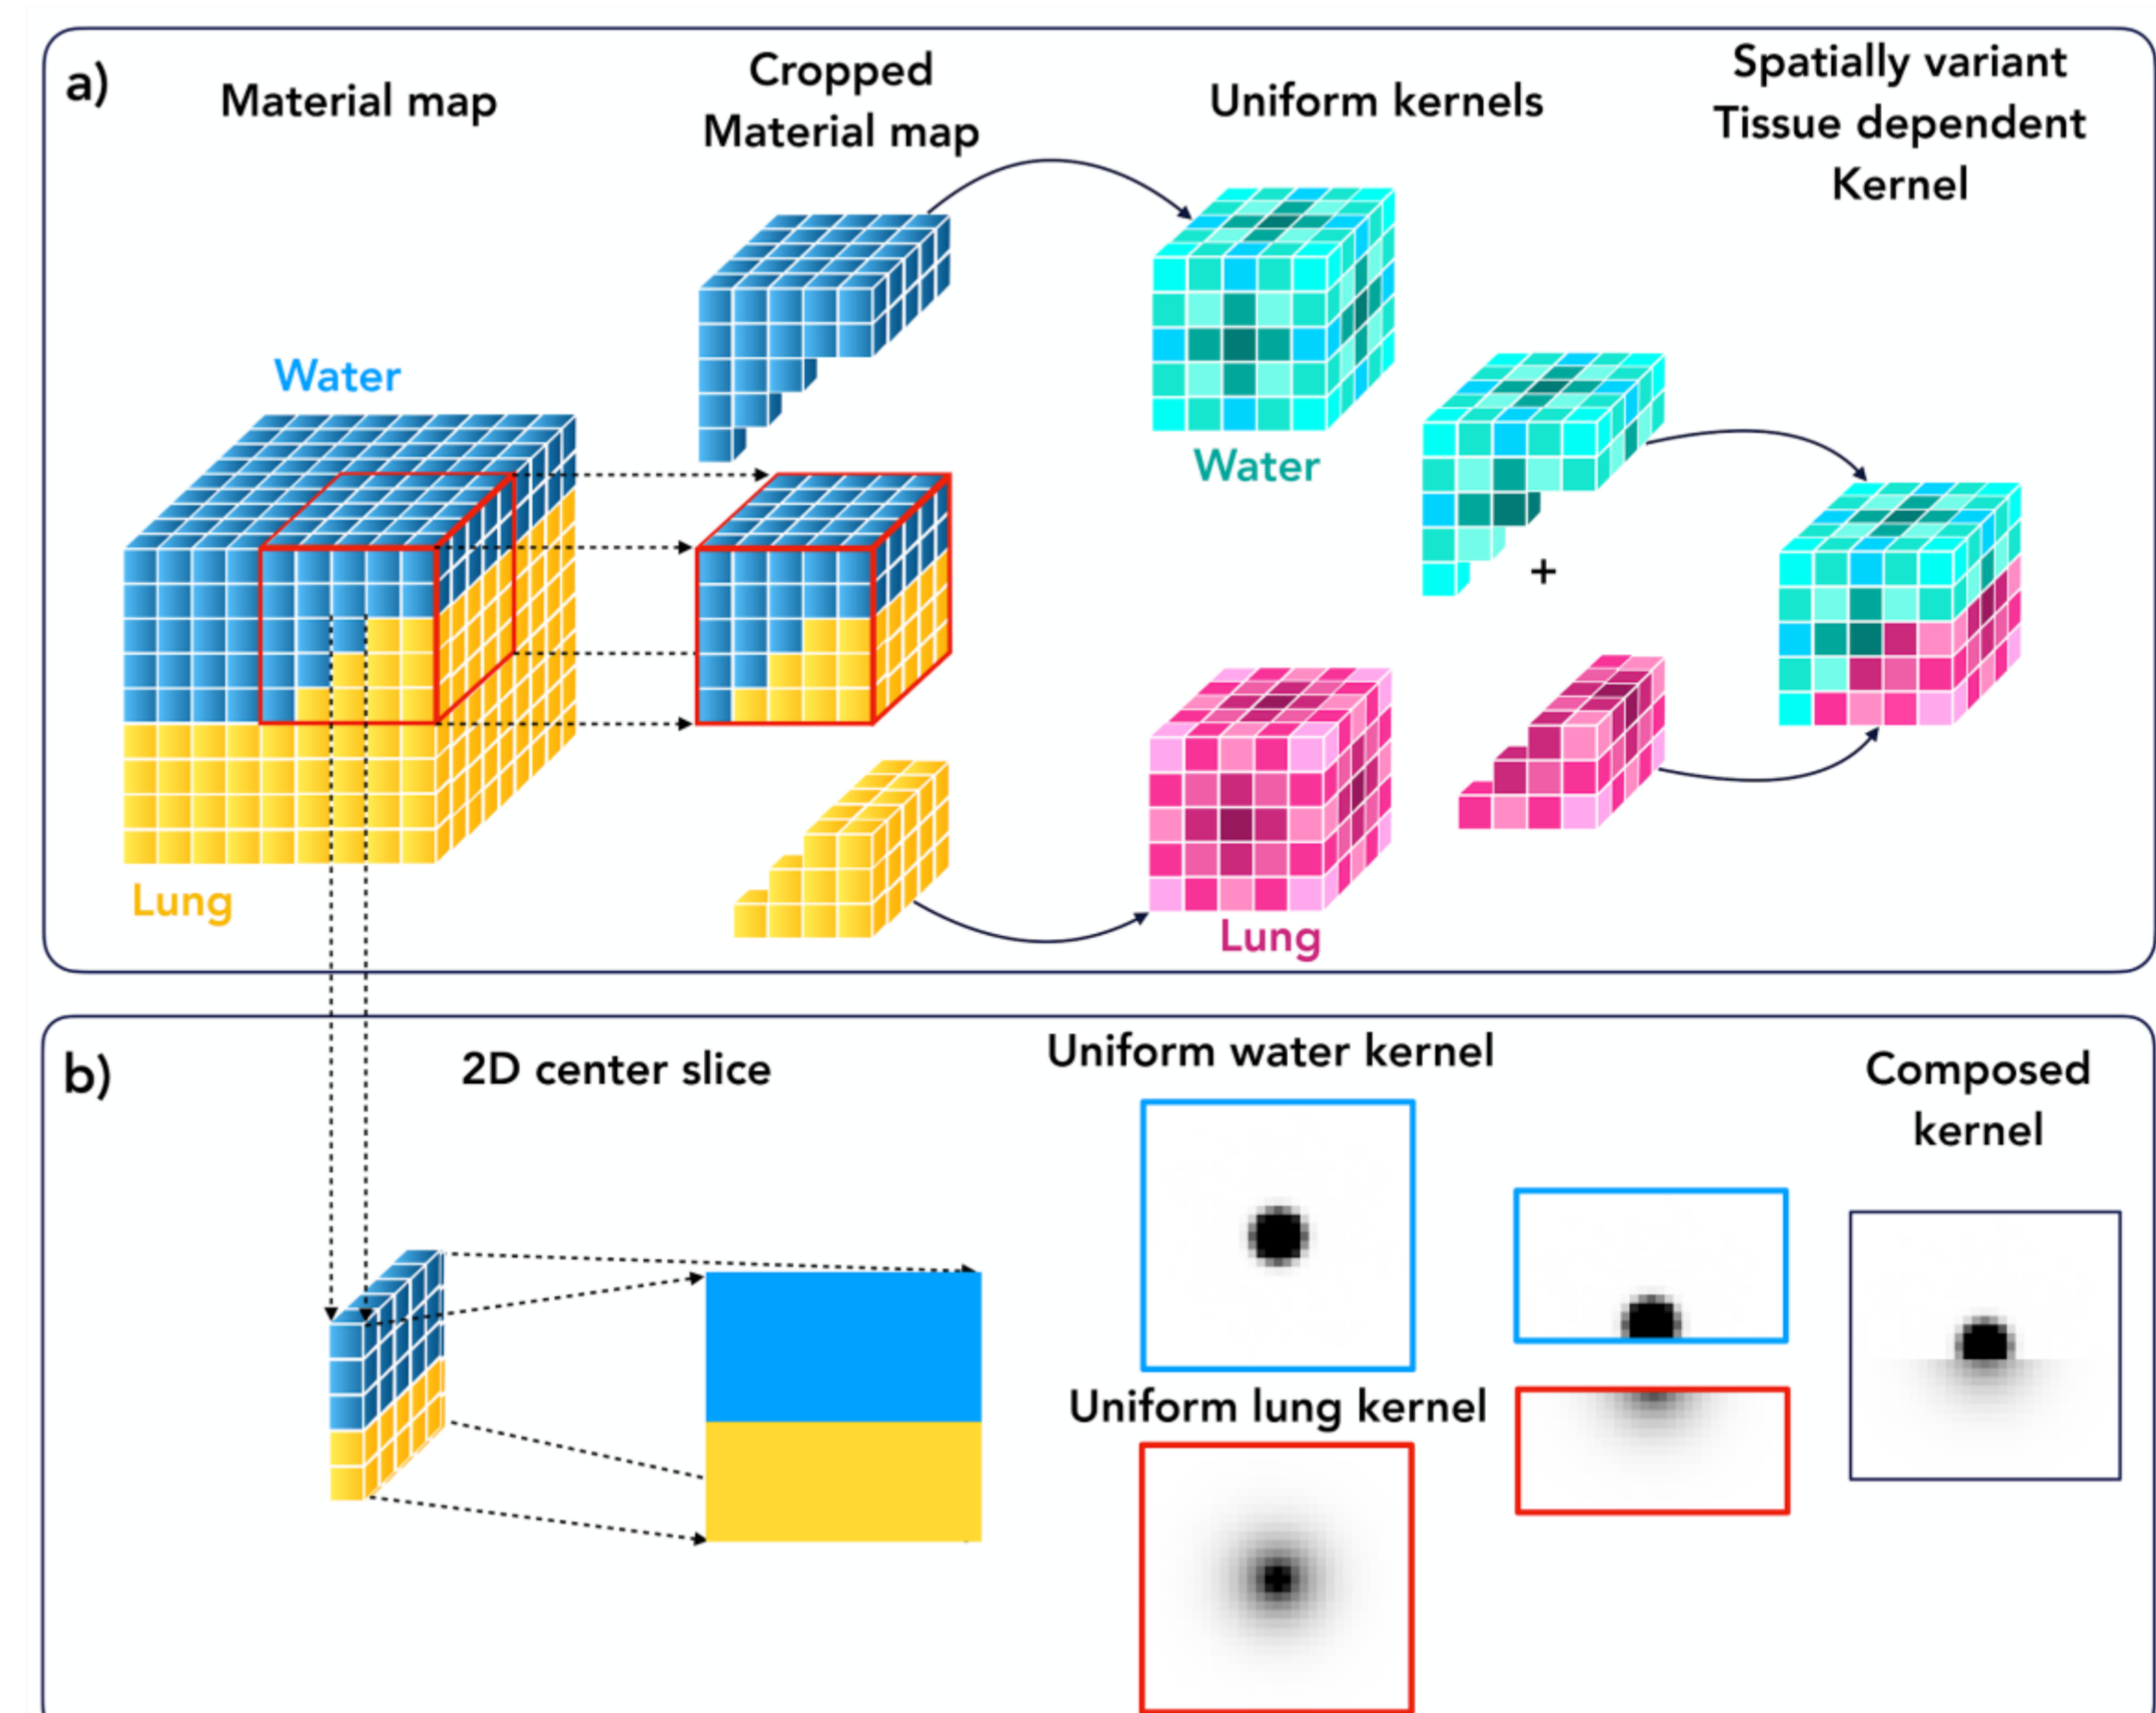 a)
Material map
Cropped
Material map
Uniform kernels
Spatially variant
Tissue dependent
Kernel
Water
Water
+
Lung
Lung
b)
2D center slice
Uniform water kernel
Composed
kernel
Uniform lung kernel